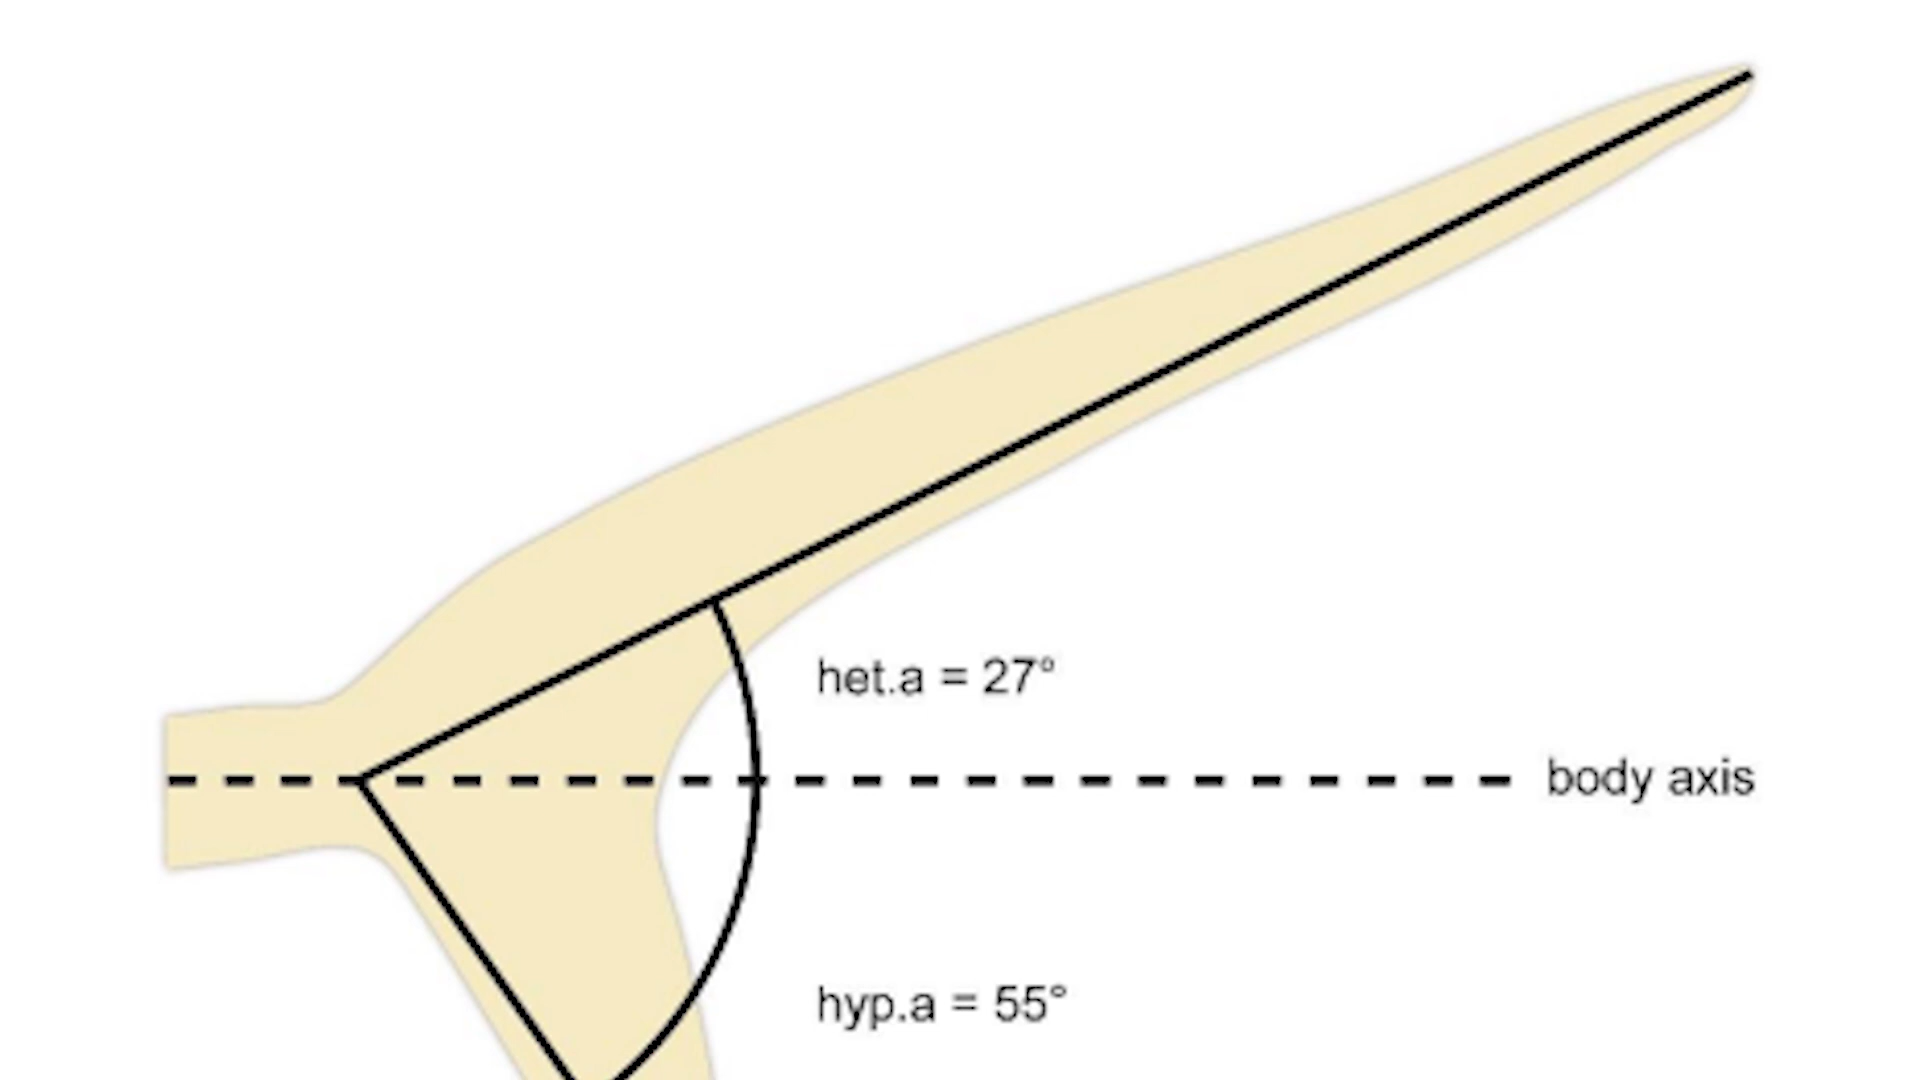 het.a = 27°
body axis
hyp.a = 55°